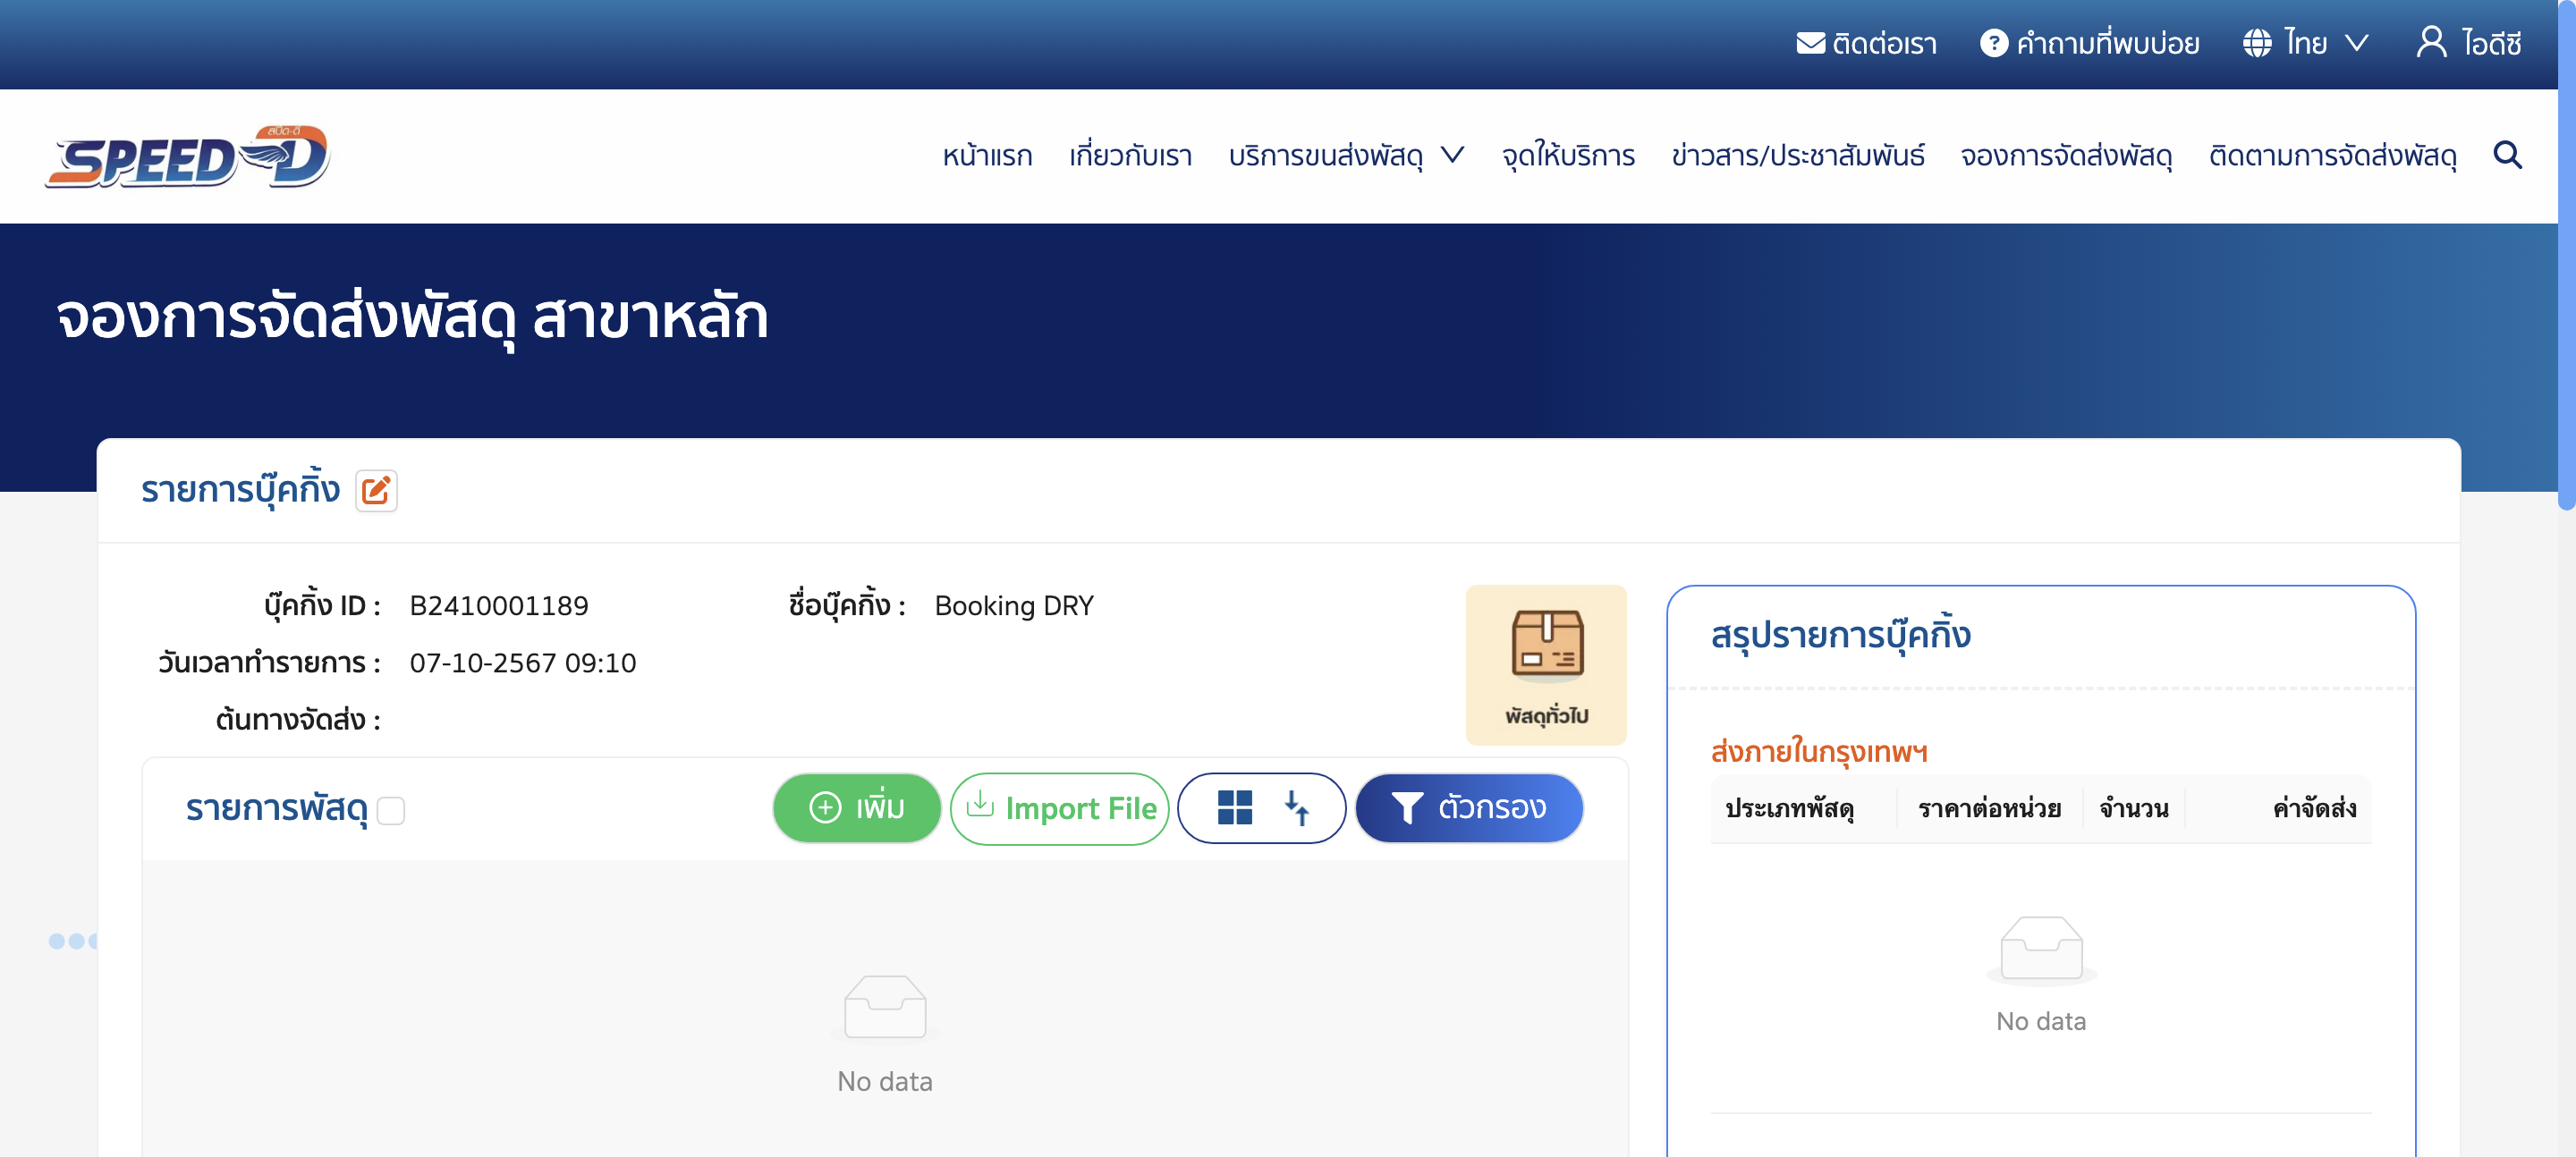 ติดต่อเรา คำถามที่พบบ่อย ไทย ไอดีซี
สปีด-ดี
SPEED-D
หน้าแรก เกี่ยวกับเรา บริการขนส่งพัสดุ จุดให้บริการ ข่าวสาร/ประชาสัมพันธ์ จองการจัดส่งพัสดุ ติดตามการจัดส่งพัสดุ
จองการจัดส่งพัสดุ สาขาหลัก
รายการบุ๊คกิ้ง
บุ๊คกิ้ง ID : B2410001189 ชื่อบุ๊คกิ้ง : Booking DRY
วันเวลาทำรายการ : 07-10-2567 09:10
ต้นทางจัดส่ง :
พัสดุทั่วไป
รายการพัสดุ เพิ่ม Import File ตัวกรอง
No data
สรุปรายการบุ๊คกิ้ง
ส่งภายในกรุงเทพฯ
ประเภทพัสดุ ราคาต่อหน่วย จำนวน ค่าจัดส่ง
No data